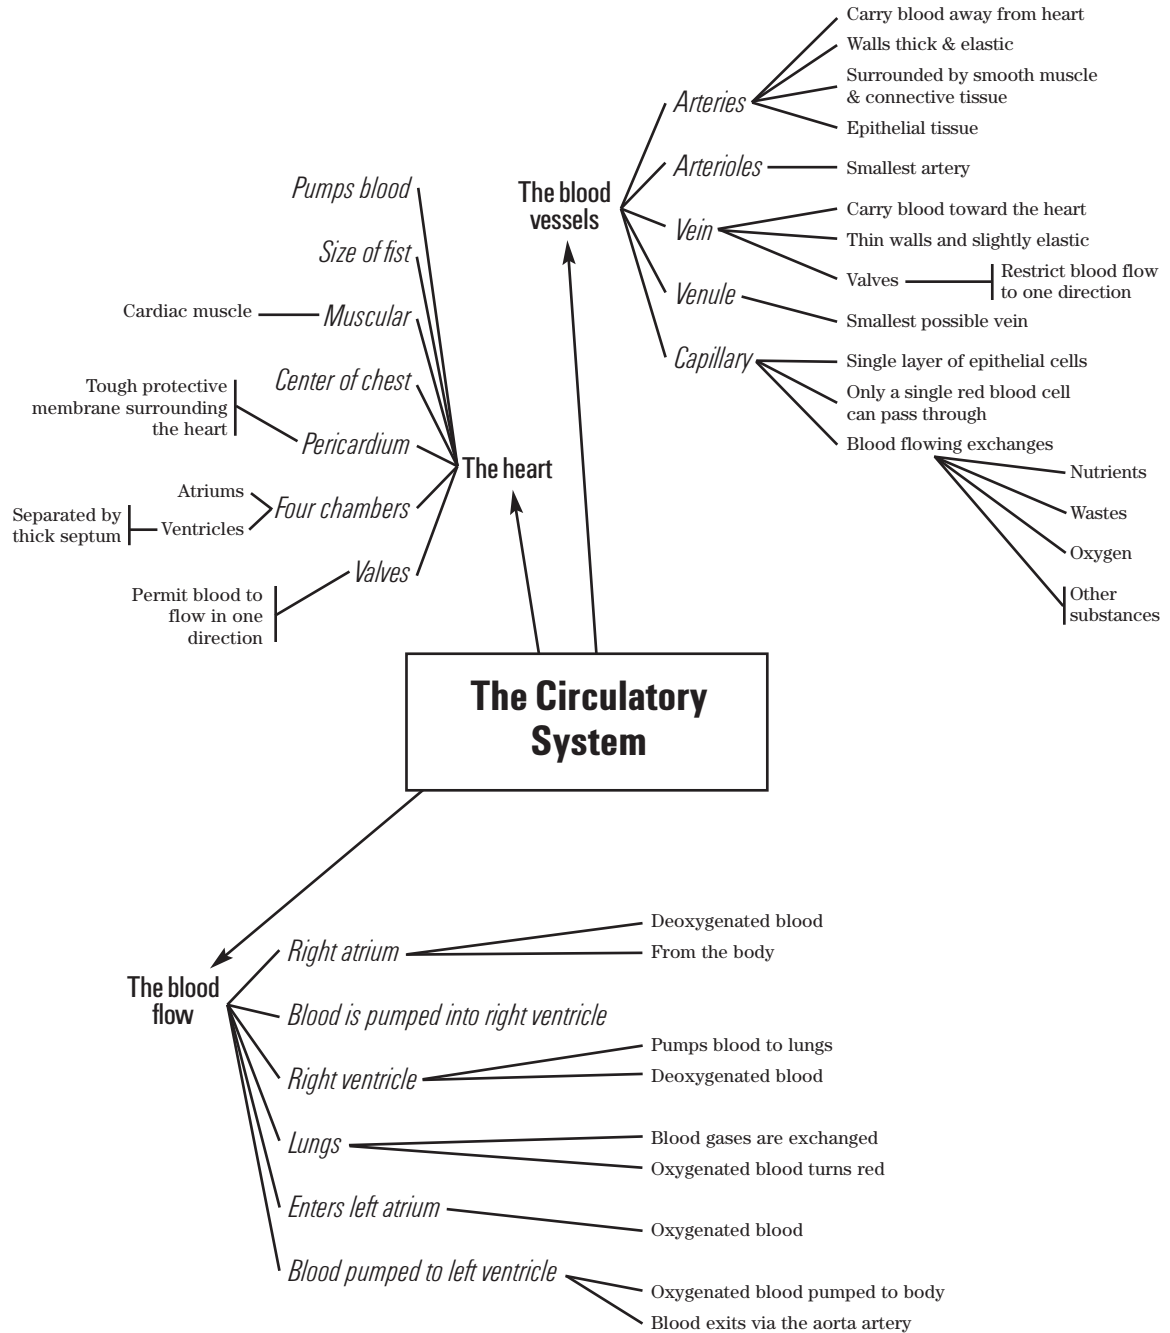 Carry blood away from heart
Walls thick & elastic
Surrounded by smooth muscle
& connective tissue
Arteries
Epithelial tissue
The blood
vessels
Arterioles
Smallest artery
Carry blood toward the heart
Vein
Thin walls and slightly elastic
Valves
Restrict blood flow
to one direction
Venule
Smallest possible vein
Capillary
Single layer of epithelial cells
Only a single red blood cell
can pass through
Blood flowing exchanges
Nutrients
Wastes
Oxygen
Other
substances
Pumps blood
Size of fist
Cardiac muscle
Muscular
Center of chest
Tough protective
membrane surrounding
the heart
Pericardium
The heart
Atriums
Four chambers
Separated by
thick septum
Ventricles
Valves
Permit blood to
flow in one
direction
The Circulatory
System
The blood
flow
Right atrium
Deoxygenated blood
From the body
Blood is pumped into right ventricle
Right ventricle
Pumps blood to lungs
Deoxygenated blood
Lungs
Blood gases are exchanged
Oxygenated blood turns red
Enters left atrium
Oxygenated blood
Blood pumped to left ventricle
Oxygenated blood pumped to body
Blood exits via the aorta artery